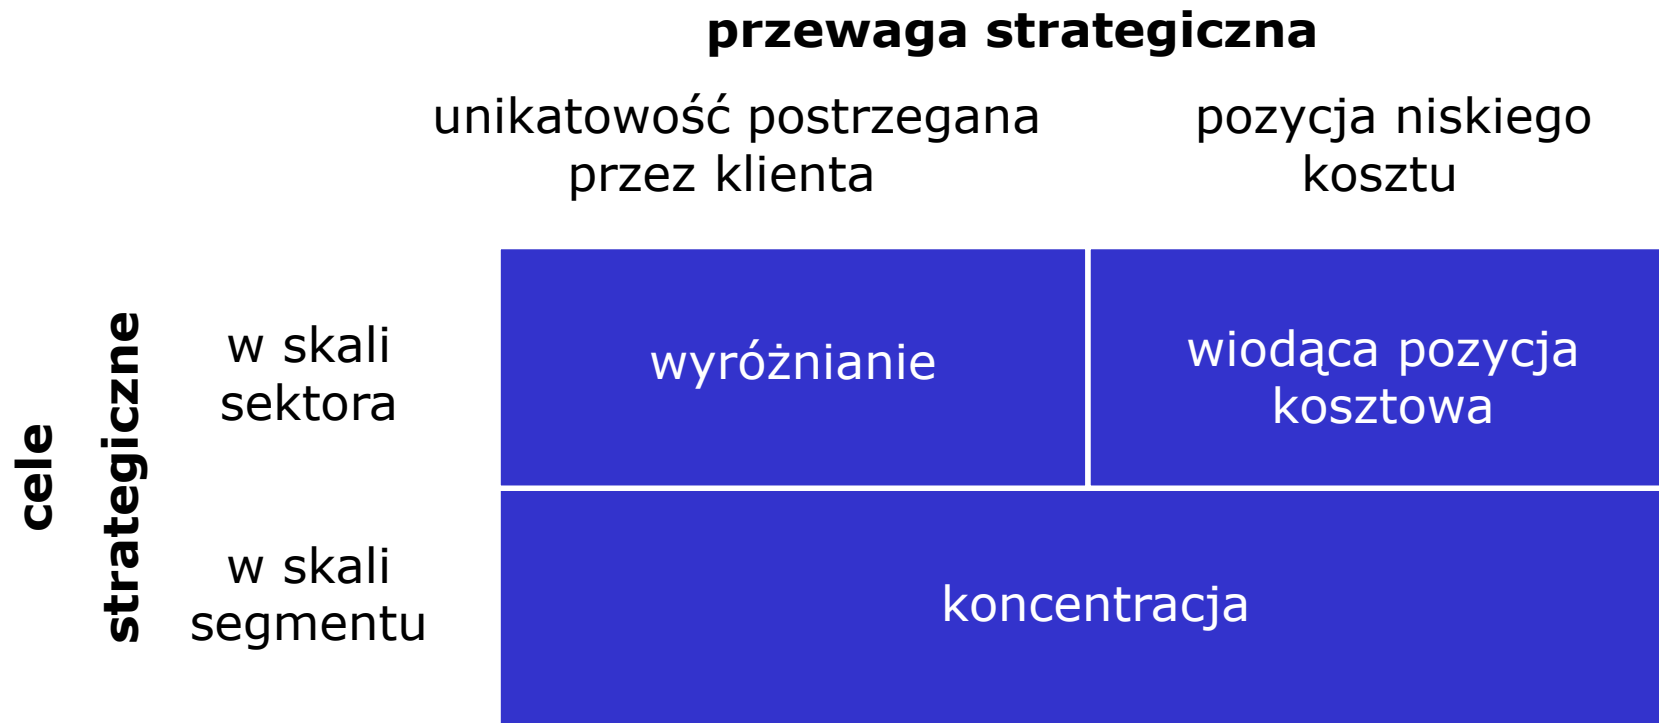 przewaga strategiczna
unikatowość postrzegana
przez klienta
pozycja niskiego
kosztu
cele
strategiczne
w skali
sektora
wyróżnianie
wiodąca pozycja
kosztowa
w skali
segmentu
koncentracja